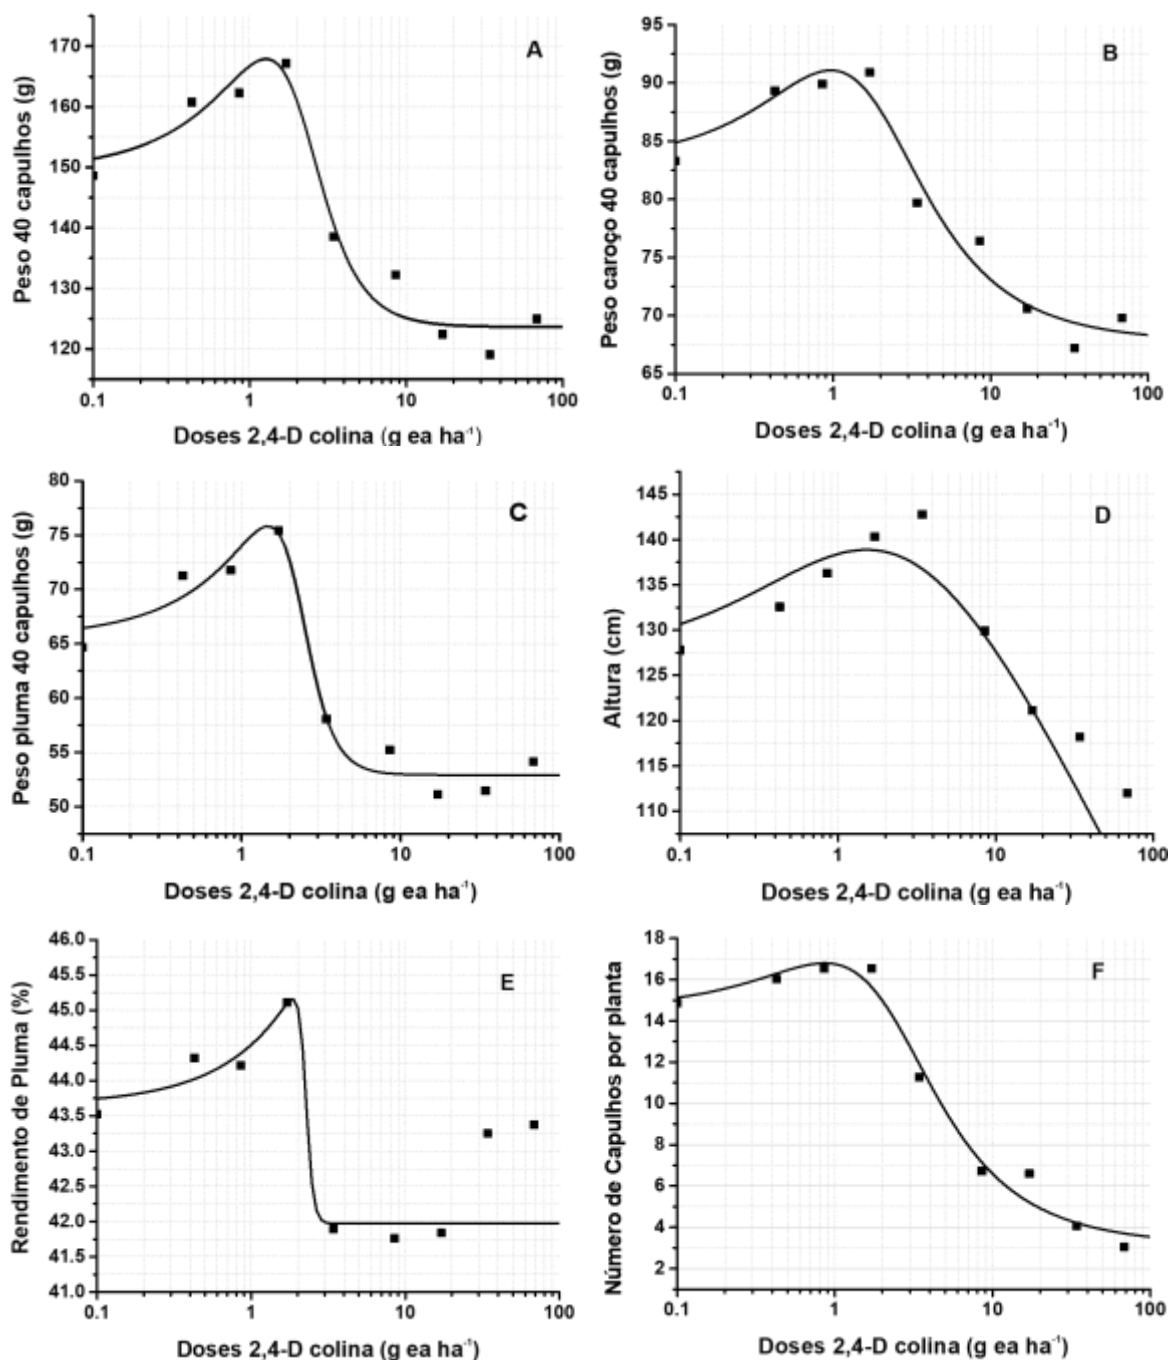 A
Peso 40 capulhos (g)
170
160
150
140
130
120
0.1 1 10 100
Doses 2,4-D colina (g ea ha⁻¹)
B
Peso caroço 40 capulhos (g)
95
90
85
80
75
70
65
0.1 1 10 100
Doses 2,4-D colina (g ea ha⁻¹)
C
Peso pluma 40 capulhos (g)
80
75
70
65
60
55
50
0.1 1 10 100
Doses 2,4-D colina (g ea ha⁻¹)
D
Altura (cm)
145
140
135
130
125
120
115
110
0.1 1 10 100
Doses 2,4-D colina (g ea ha⁻¹)
E
Rendimento de Pluma (%)
46.0
45.5
45.0
44.5
44.0
43.5
43.0
42.5
42.0
41.5
41.0
0.1 1 10 100
Doses 2,4-D colina (g ea ha⁻¹)
F
Número de Capulhos por planta
18
16
14
12
10
8
6
4
2
0.1 1 10 100
Doses 2,4-D colina (g ea ha⁻¹)